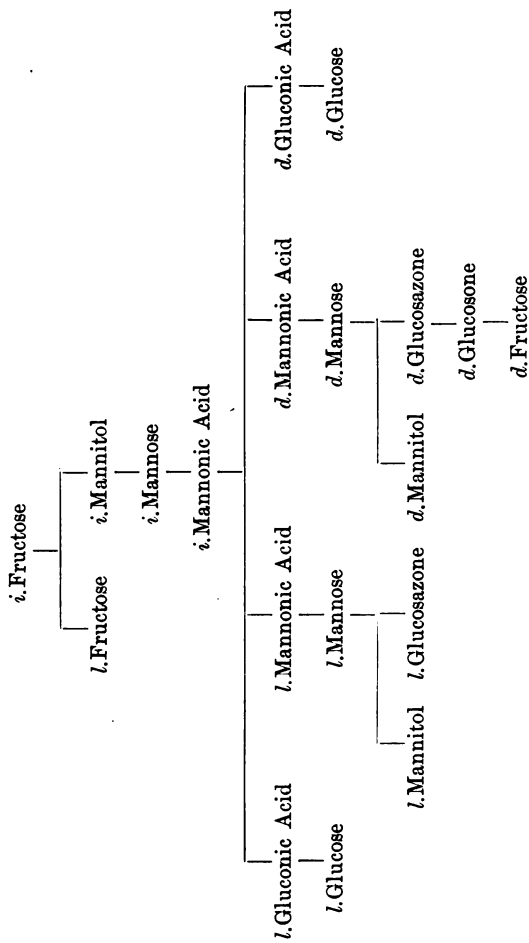 i.Fructose
l.Fructose i.Mannitol
i.Mannose
i.Mannonic Acid
l.Gluconic Acid l.Mannonic Acid d.Mannonic Acid d.Gluconic Acid
l.Glucose l.Mannose d.Mannose d.Glucose
l.Mannitol l.Glucosazone d.Mannitol d.Glucosazone
d.Glucosone
d.Fructose